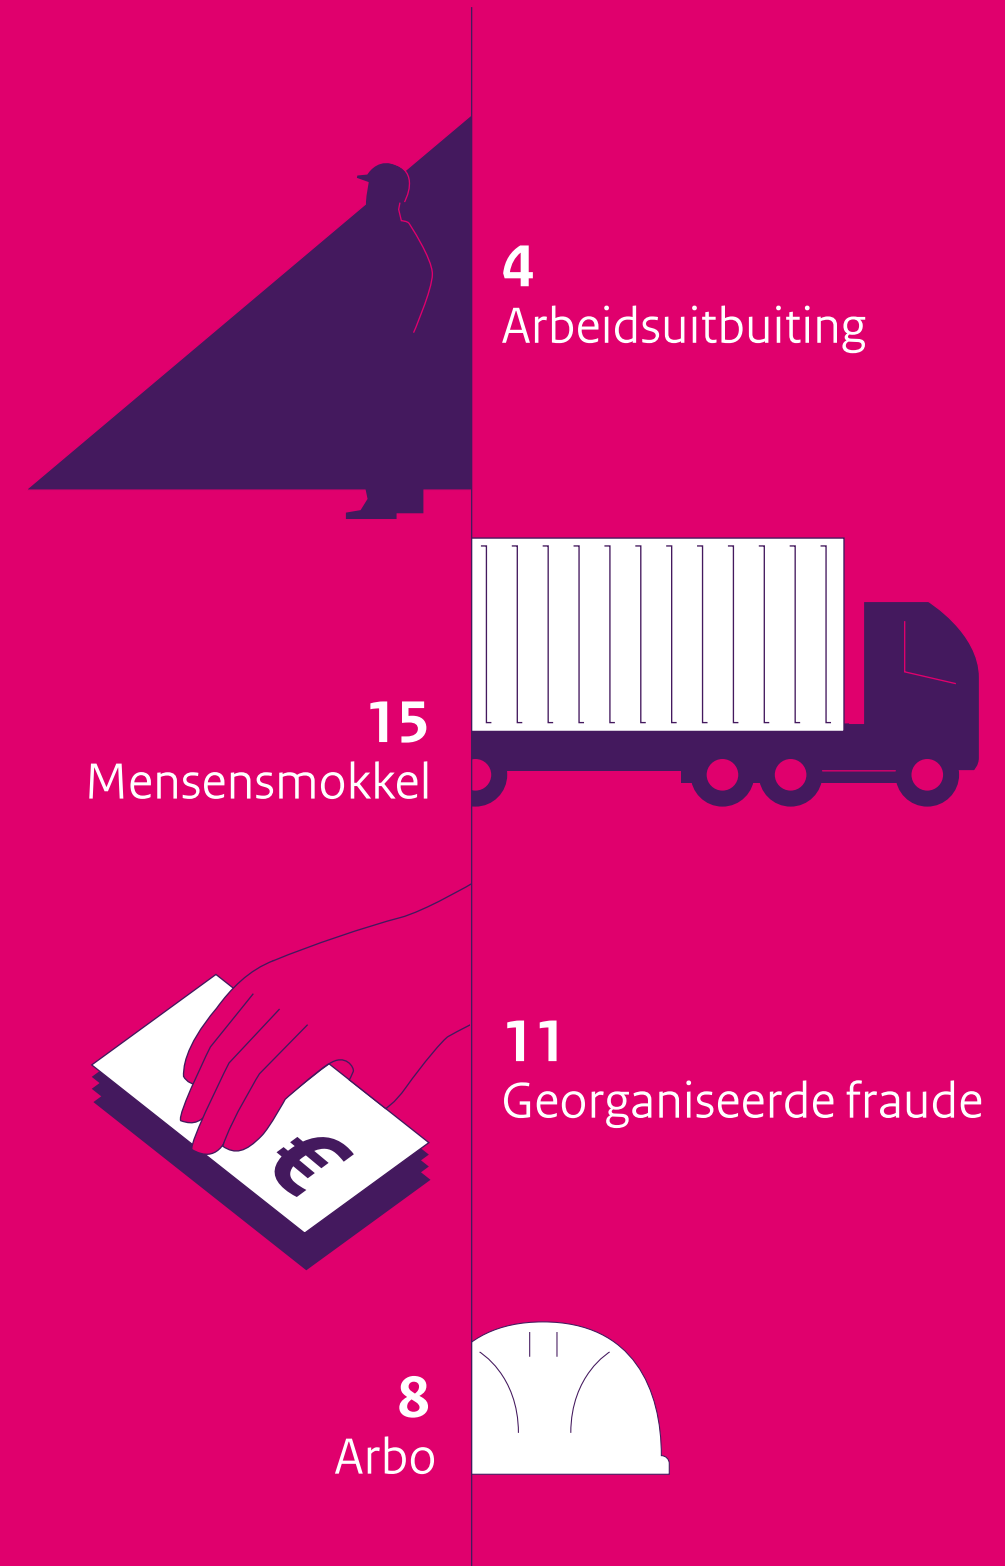 4
Arbeidsuitbuiting
15
Mensensmokkel
11
Georganiseerde fraude
€
8
Arbo